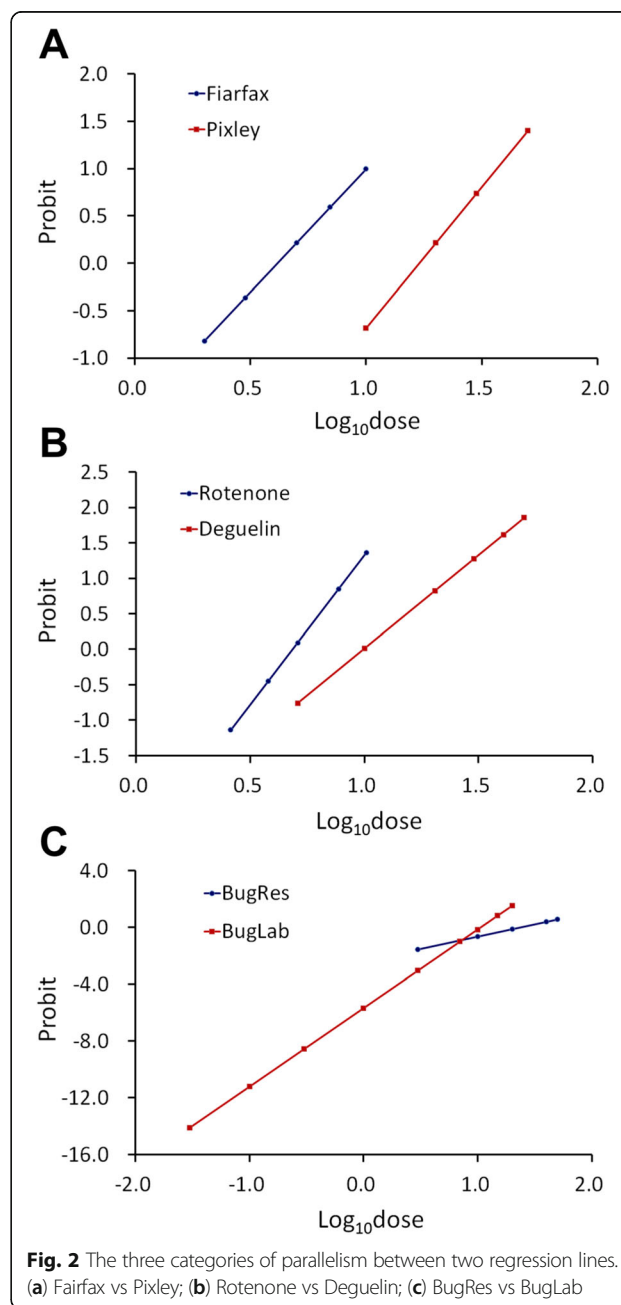 A
2.0
Fiarfax
1.5
Pixley
1.0
0.5
Probit
0.0
-0.5
-1.0
0.0 0.5 1.0 1.5 2.0
Log10dose
B
2.5
2.0
Rotenone
1.5
Deguelin
1.0
0.5
Probit
0.0
-0.5
-1.0
-1.5
0.0 0.5 1.0 1.5 2.0
Log10dose
C
4.0
BugRes
0.0
BugLab
-4.0
Probit
-8.0
-12.0
-16.0
-2.0 -1.0 0.0 1.0 2.0
Log10dose
Fig. 2 The three categories of parallelism between two regression lines.
(a) Fairfax vs Pixley; (b) Rotenone vs Deguelin; (c) BugRes vs BugLab